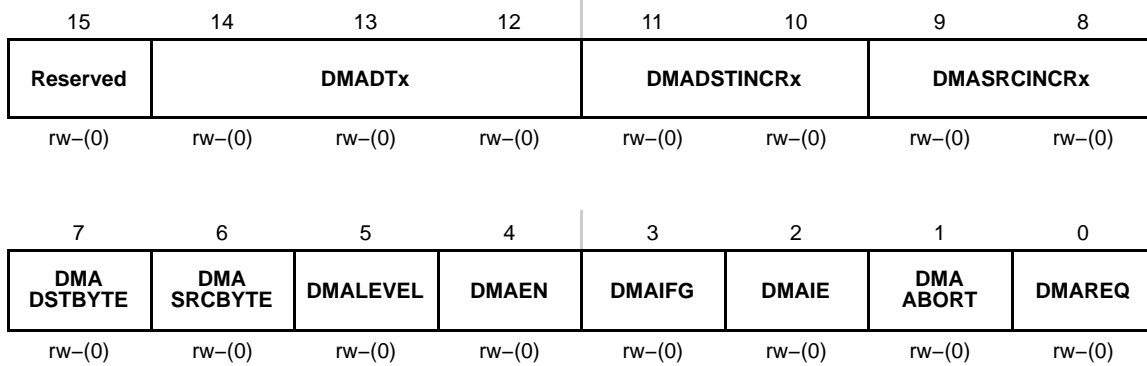 15 14 13 12 11 10 9 8
Reserved DMADTx DMADSTINCRx DMASRCINCRx
rw−(0) rw−(0) rw−(0) rw−(0) rw−(0) rw−(0) rw−(0) rw−(0)
7 6 5 4 3 2 1 0
DMA DSTBYTE DMA SRCBYTE DMALEVEL DMAEN DMAIFG DMAIE DMA ABORT DMAREQ
rw−(0) rw−(0) rw−(0) rw−(0) rw−(0) rw−(0) rw−(0) rw−(0)